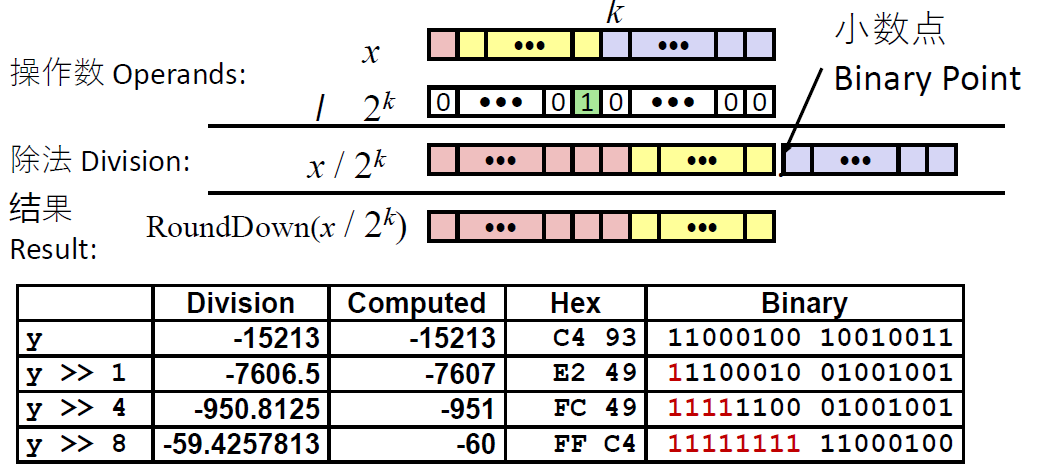 k
小数点
Binary Point
操作数 Operands:
x •••  •••
/ 2^k 0 ••• 0 1 0 ••• 0 0
除法 Division:
x / 2^k ••• ••• •••
结果
Result:
RoundDown(x / 2^k) ••• •••
Division Computed Hex Binary
y -15213 -15213 C4 93 11000100 10010011
y >> 1 -7606.5 -7607 E2 49 11100010 01001001
y >> 4 -950.8125 -951 FC 49 11111100 01001001
y >> 8 -59.4257813 -60 FF C4 11111111 11000100